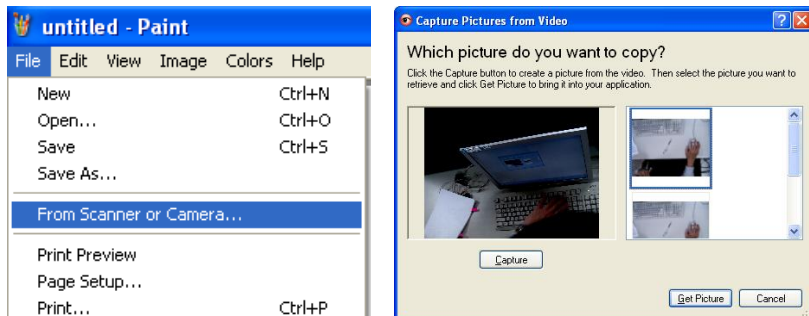 untitled - Paint
File Edit View Image Colors Help
New Ctrl+N
Open... Ctrl+O
Save Ctrl+S
Save As...
From Scanner or Camera...
Print Preview
Page Setup...
Print... Ctrl+P
Capture Pictures from Video
Which picture do you want to copy?
Click the Capture button to create a picture from the video. Then select the picture you want to
retrieve and click Get Picture to bring it into your application.
Capture
Get Picture Cancel